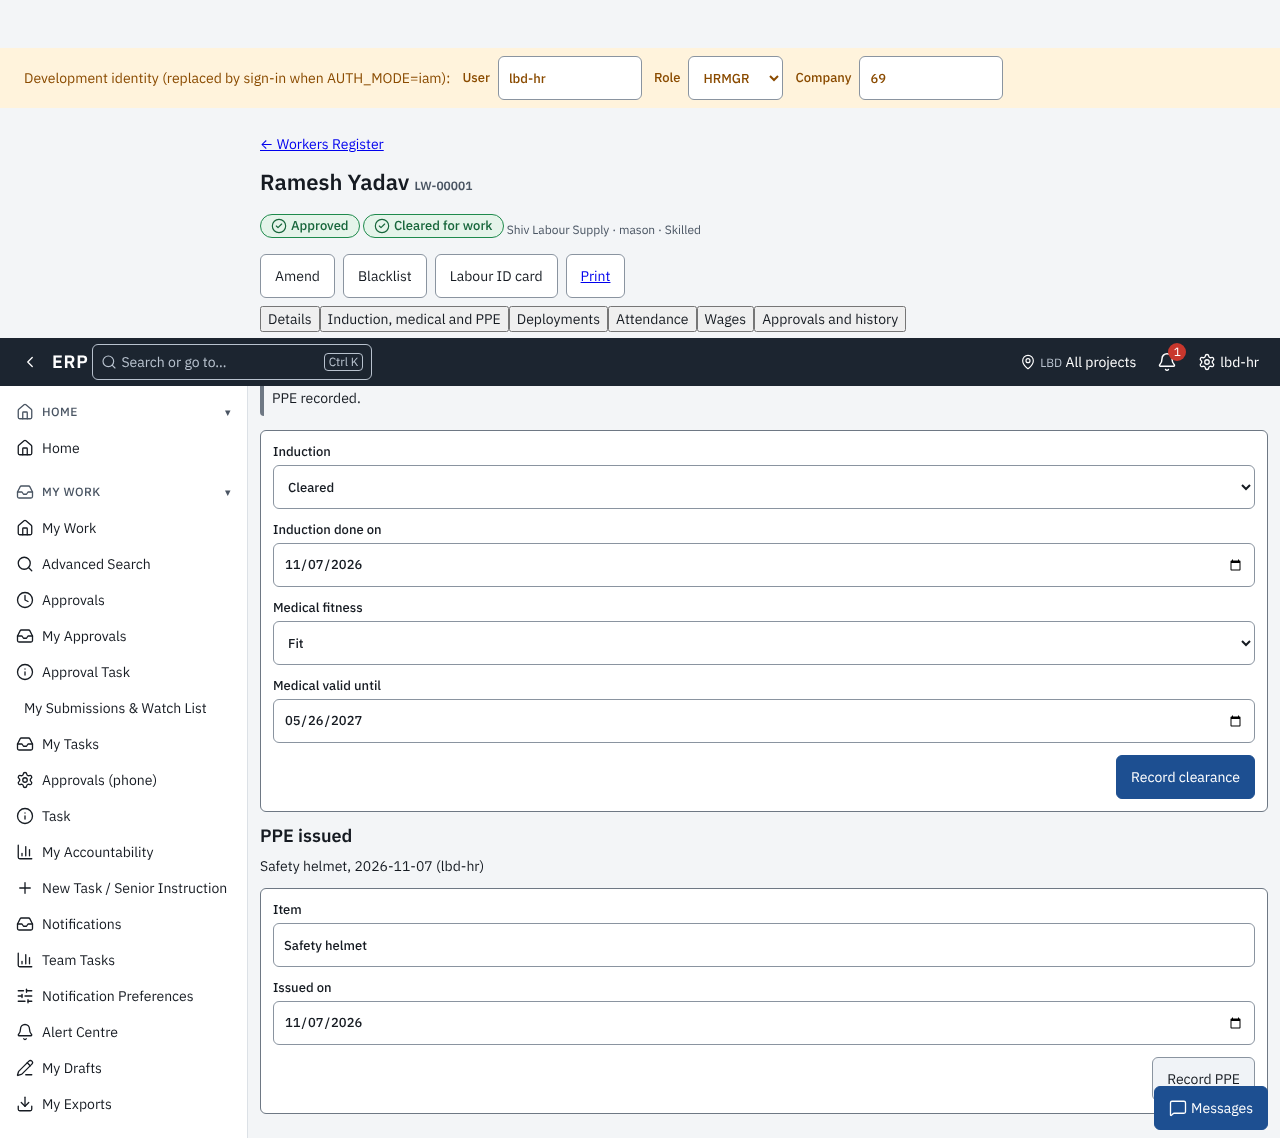 Development identity (replaced by sign-in when AUTH_MODE=iam): User lbd-hr Role HRMGR Company 69
← Workers Register
Ramesh Yadav LW-00001
Approved Cleared for work Shiv Labour Supply · mason · Skilled
Amend Blacklist Labour ID card Print
Details Induction, medical and PPE Deployments Attendance Wages Approvals and history
ERP Search or go to... Ctrl K LBD All projects 1 lbd-hr
HOME
Home
MY WORK
My Work
Advanced Search
Approvals
My Approvals
Approval Task
My Submissions & Watch List
My Tasks
Approvals (phone)
Task
My Accountability
New Task / Senior Instruction
Notifications
Team Tasks
Notification Preferences
Alert Centre
My Drafts
My Exports
PPE recorded.
Induction
Cleared
Induction done on
11/07/2026
Medical fitness
Fit
Medical valid until
05/26/2027
Record clearance
PPE issued
Safety helmet, 2026-11-07 (lbd-hr)
Item
Safety helmet
Issued on
11/07/2026
Record PPE
Messages